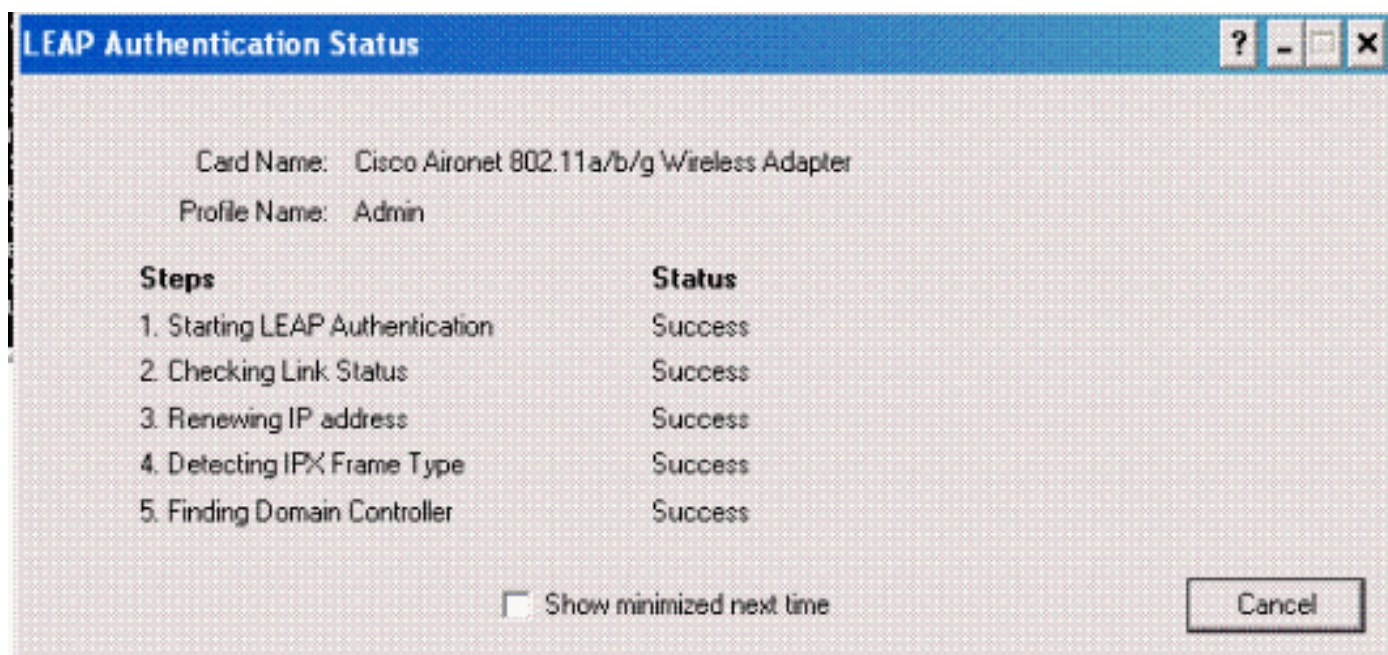 LEAP Authentication Status
Card Name: Cisco Aironet 802.11a/b/g Wireless Adapter
Profile Name: Admin
Steps Status
1. Starting LEAP Authentication Success
2. Checking Link Status Success
3. Renewing IP address Success
4. Detecting IPX Frame Type Success
5. Finding Domain Controller Success
Show minimized next time
Cancel